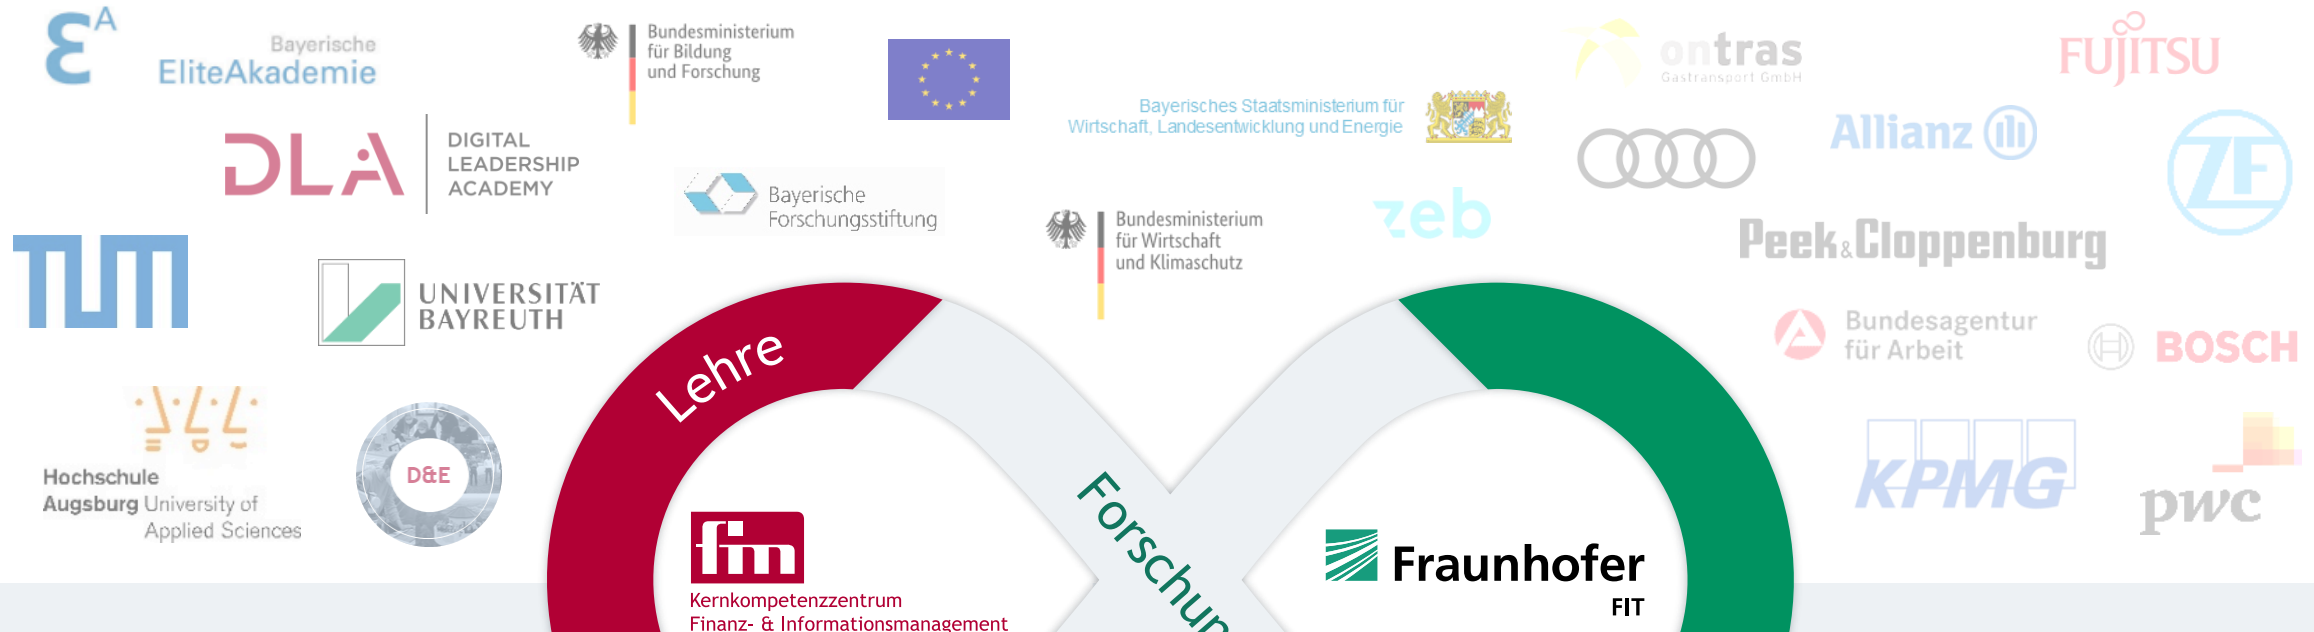 εA
Bayerische
EliteAkademie
Bundesministerium
für Bildung
und Forschung
ontras
Gastransport GmbH
FUJITSU
Bayerisches Staatsministerium für
Wirtschaft, Landesentwicklung und Energie
DLA
DIGITAL
LEADERSHIP
ACADEMY
Allianz
ZF
Bayerische
Forschungsstiftung
zeb
Bundesministerium
für Wirtschaft
und Klimaschutz
Peek&Cloppenburg
TUM
UNIVERSITÄT
BAYREUTH
Bundesagentur
für Arbeit
BOSCH
Lehre
Hochschule
Augsburg University of
Applied Sciences
D&E
KPMG
pwc
Forschun
fim
Kernkompetenzzentrum
Finanz- & Informationsmanagement
Fraunhofer
FIT